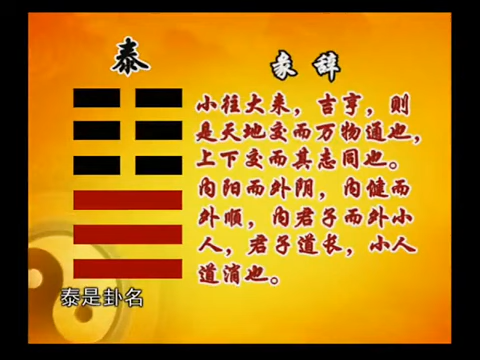 泰
彖辞
小往大来，吉亨，则
是天地交而万物通也，
上下交而其志同也。
内阳而外阴，内健而
外顺，内君子而外小
人，君子道长，小人
道消也。
泰是卦名